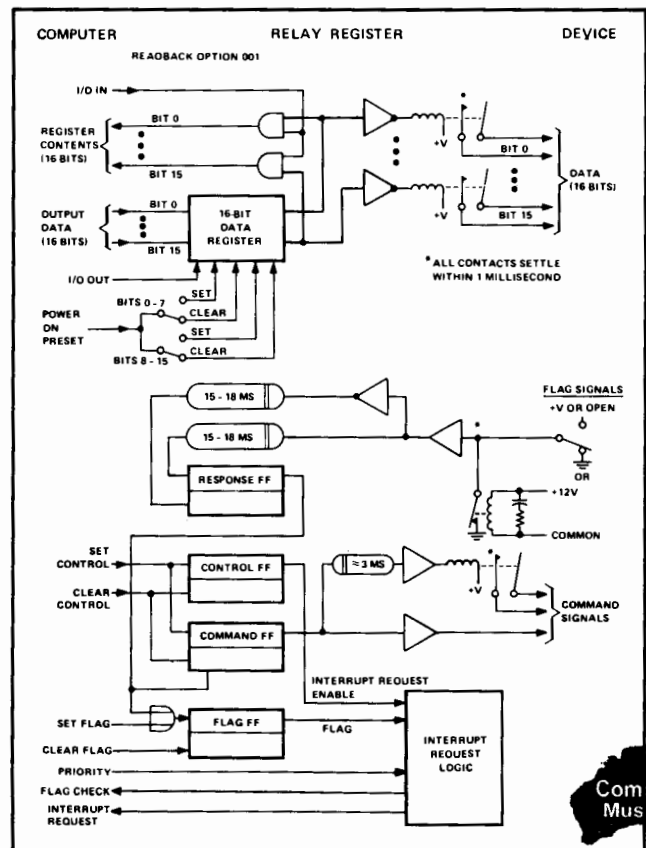 COMPUTER
RELAY REGISTER
DEVICE
READBACK OPTION 001
I/D IN
REGISTER
CONTENTS
(16 BITS)
BIT 0
BIT 15
+V
BIT 0
DATA
(16 BITS)
+V
BIT 15
OUTPUT
DATA
(16 BITS)
BIT 0
BIT 15
16-BIT
DATA
REGISTER
* ALL CONTACTS SETTLE
WITHIN 1 MILLISECOND
I/O OUT
POWER
ON
PRESET
BITS 0 - 7
SET
CLEAR
SET
BITS 8 - 15
CLEAR
15 - 18 MS
15 - 18 MS
RESPONSE FF
*
FLAG SIGNALS
+V OR OPEN
OR
+12V
COMMON
SET
CONTROL
CLEAR
CONTROL
CONTROL FF
COMMAND FF
≈ 3 MS
+V
*
COMMAND
SIGNALS
INTERRUPT REQUEST
ENABLE
SET FLAG
CLEAR FLAG
FLAG FF
FLAG
PRIORITY
FLAG CHECK
INTERRUPT
REQUEST
INTERRUPT
REQUEST
LOGIC
Com
Mus